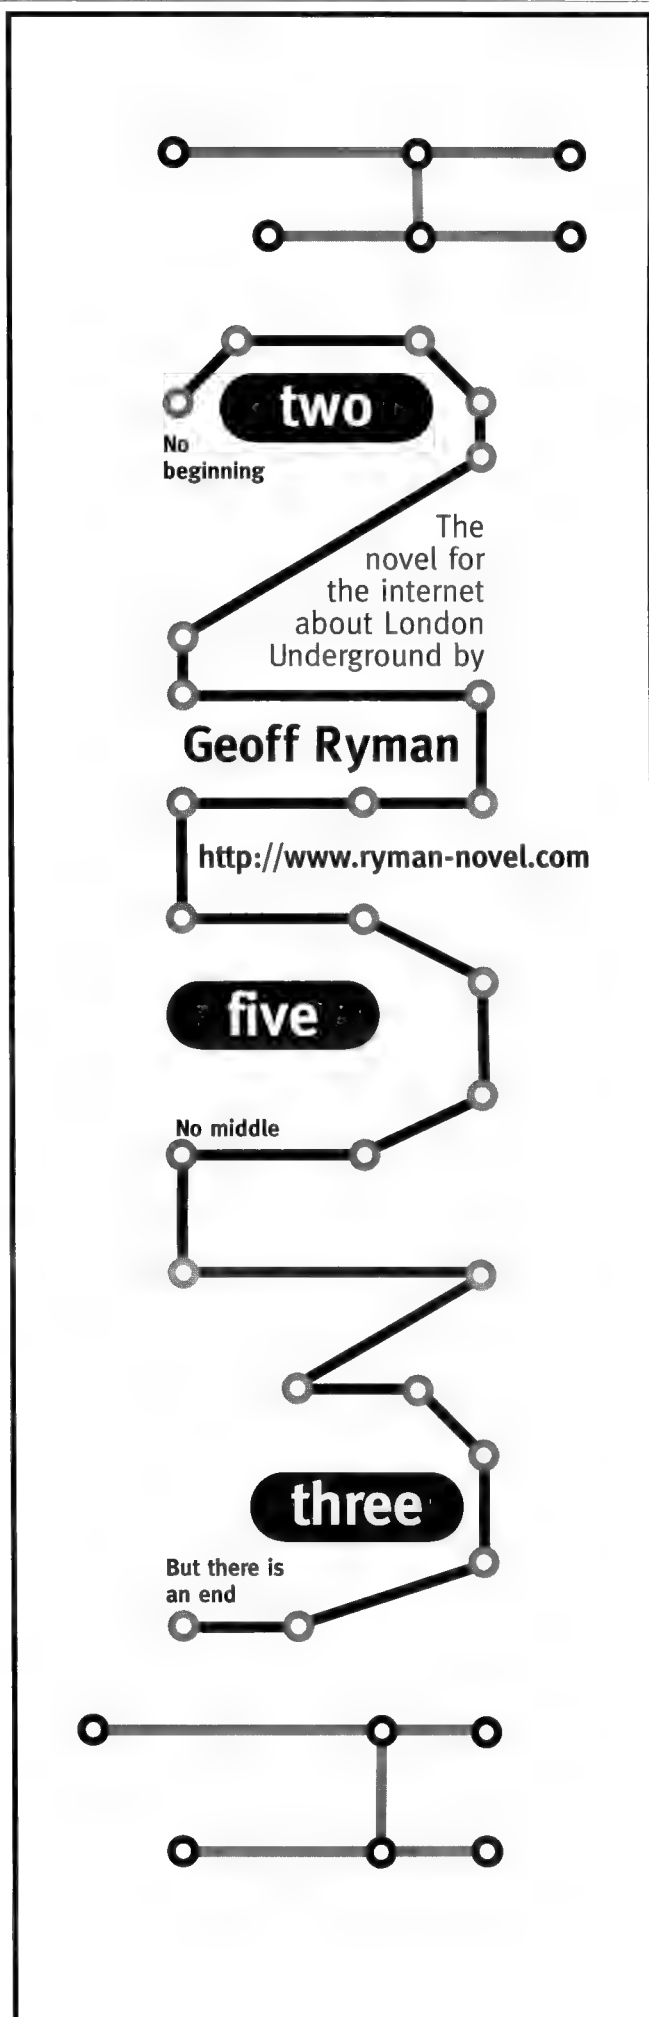 two
No
beginning
The
novel for
the internet
about London
Underground by
Geoff Ryman
http://www.ryman-novel.com
five
No middle
three
But there is
an end